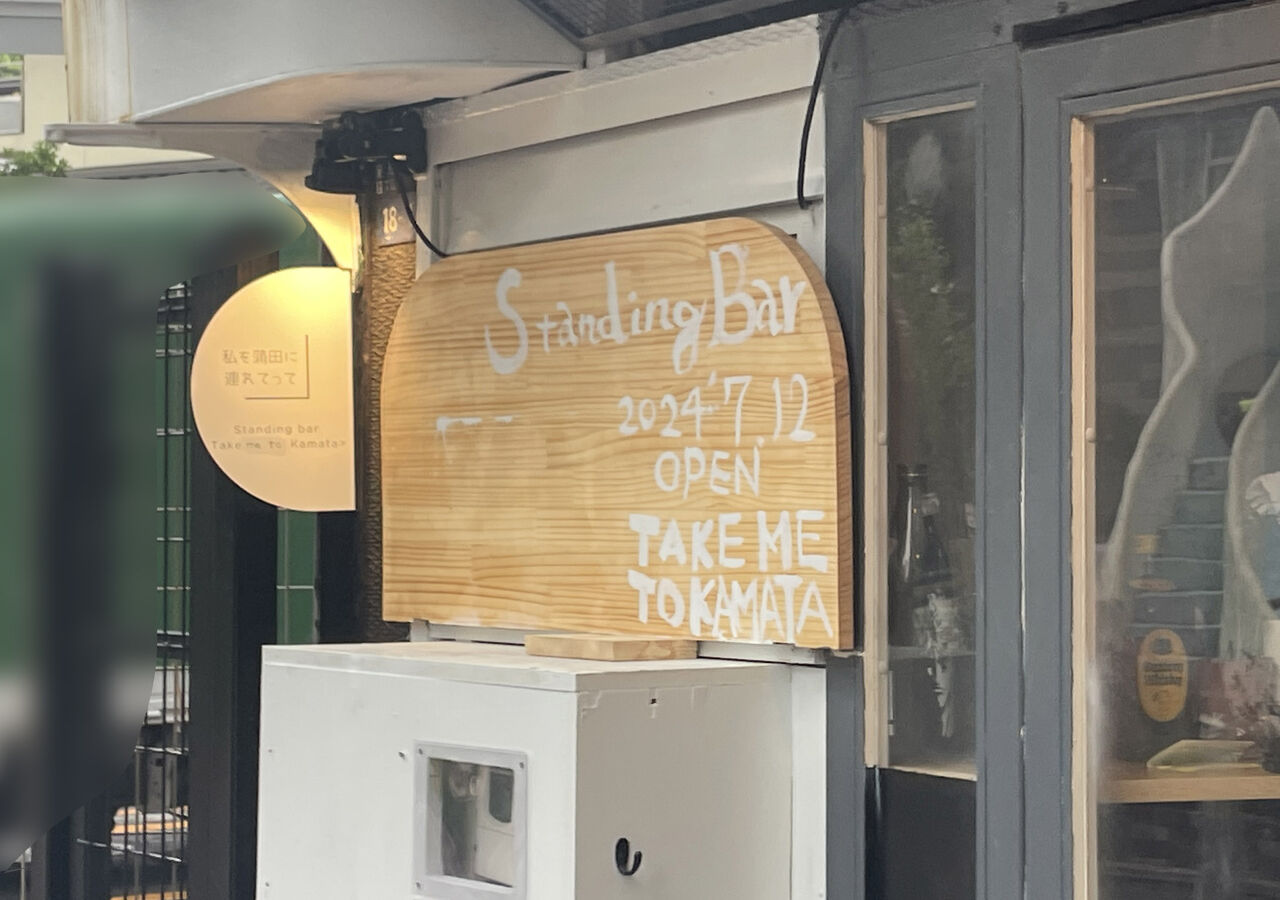 18
私を蒲田に
連れてって
Standing bar
Take me to Kamata
Standing Bar
2024.7.12
OPEN
TAKE ME
TO KAMATA